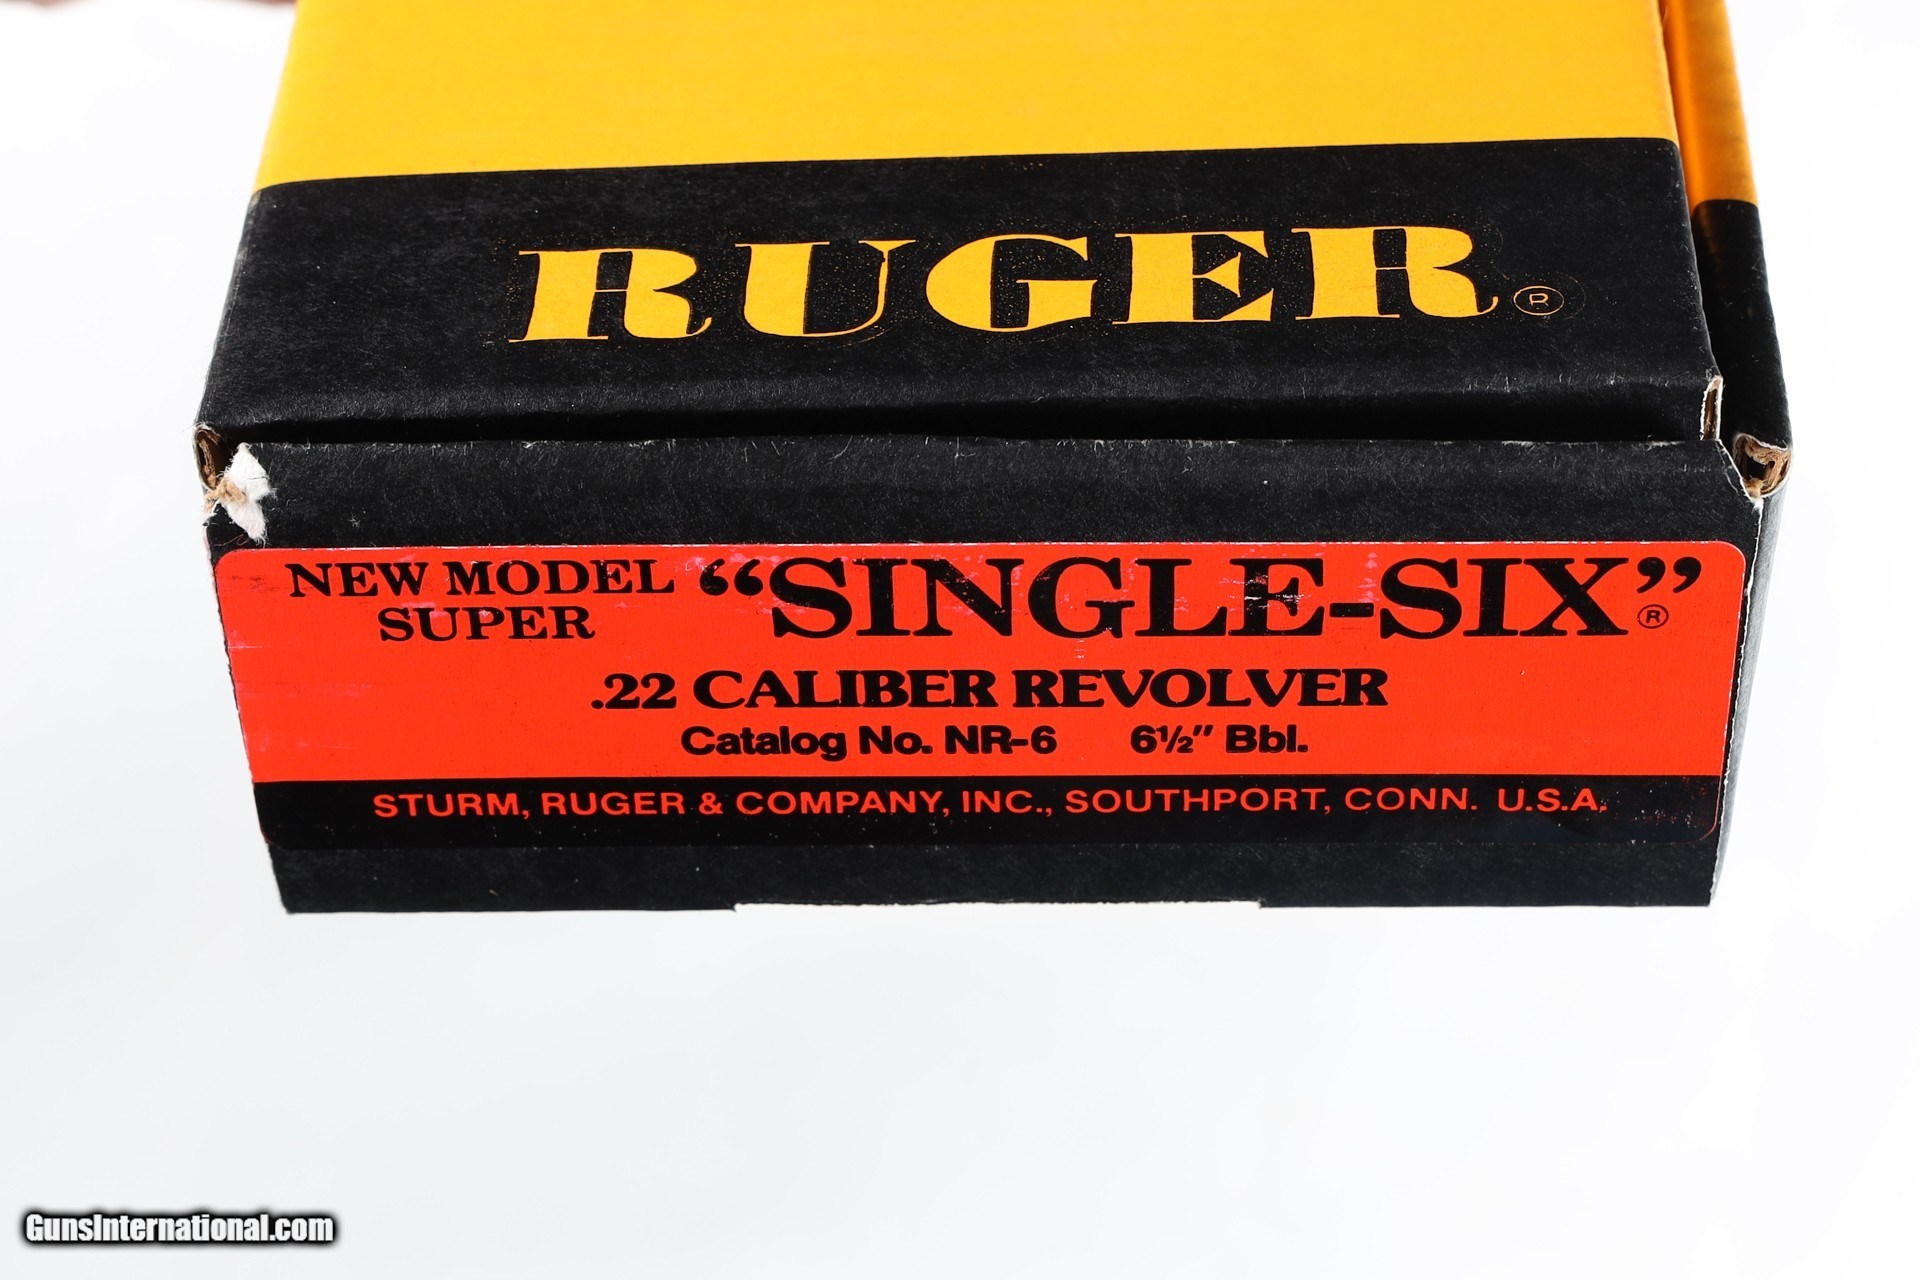 RUGER®
NEW MODEL SUPER “SINGLE-SIX”®
.22 CALIBER REVOLVER
Catalog No. NR-6 6½″ Bbl.
STURM, RUGER & COMPANY, INC., SOUTHPORT, CONN. U.S.A.
GunsInternational.com